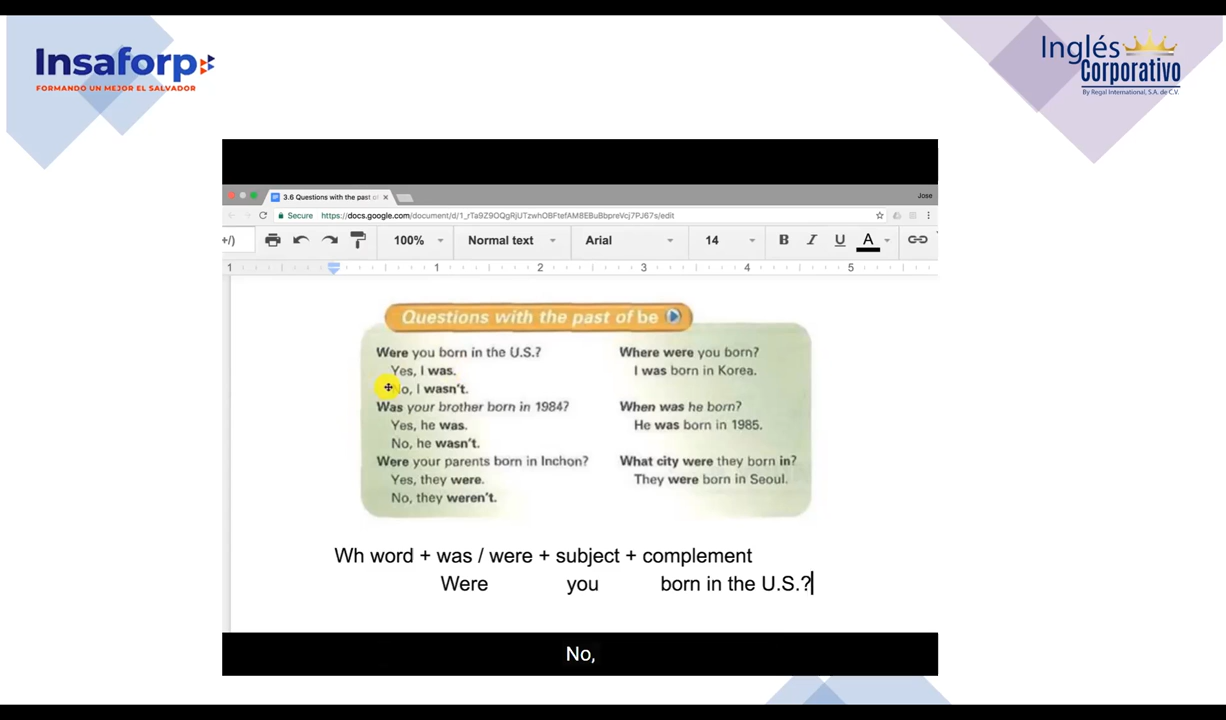 Insaforp
FORMANDO UN MEJOR EL SALVADOR
Inglés
Corporativo
By Regal International, S.A. de C.V.
3.6 Questions with the past of
Jose
Secure https://docs.google.com/document/d/1_rTa9Z9OQgRjUTzwhOBFtefAM8EBuBbpreVcj7PJ67s/edit
+/) 100% Normal text Arial 14 B I U A
1 1 2 3 4 5
Questions with the past of be
Were you born in the U.S.?
Yes, I was.
No, I wasn't.
Was your brother born in 1984?
Yes, he was.
No, he wasn't.
Were your parents born in Inchon?
Yes, they were.
No, they weren't.
Where were you born?
I was born in Korea.
When was he born?
He was born in 1985.
What city were they born in?
They were born in Seoul.
Wh word + was / were + subject + complement
Were you born in the U.S.?
No,